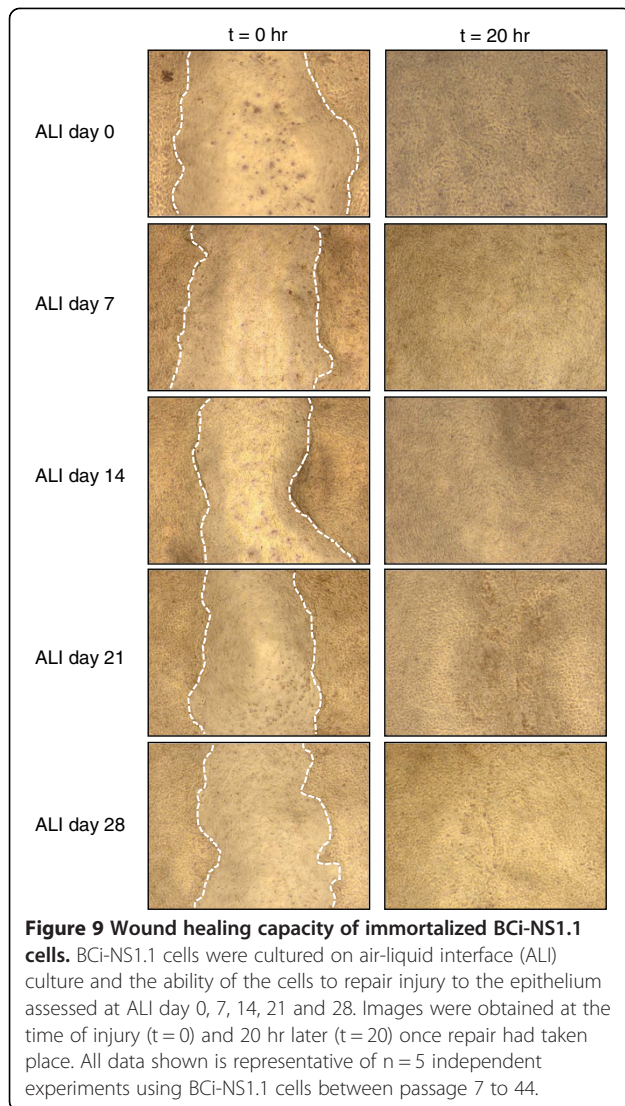 t = 0 hr
t = 20 hr
ALI day 0
ALI day 7
ALI day 14
ALI day 21
ALI day 28
Figure 9 Wound healing capacity of immortalized BCi-NS1.1
cells. BCi-NS1.1 cells were cultured on air-liquid interface (ALI)
culture and the ability of the cells to repair injury to the epithelium
assessed at ALI day 0, 7, 14, 21 and 28. Images were obtained at the
time of injury (t = 0) and 20 hr later (t = 20) once repair had taken
place. All data shown is representative of n = 5 independent
experiments using BCi-NS1.1 cells between passage 7 to 44.